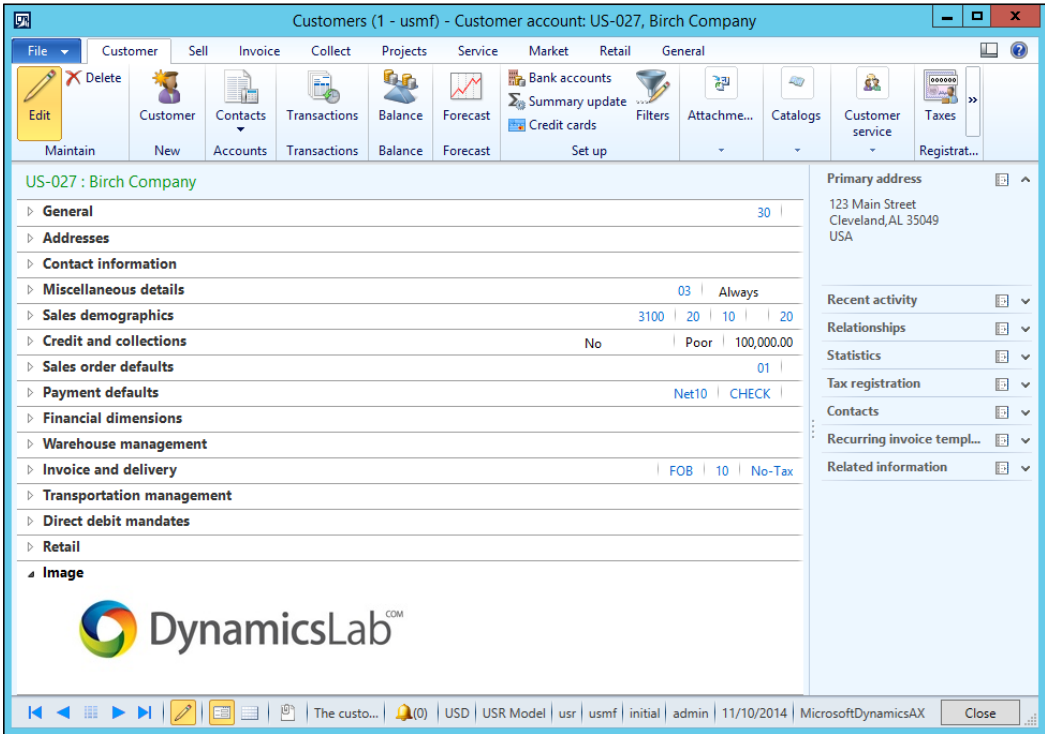 Customers (1 - usmf) - Customer account: US-027, Birch Company
File Customer Sell Invoice Collect Projects Service Market Retail General
Edit
Delete
Maintain
Customer
New
Contacts
Accounts
Transactions
Transactions
Balance
Balance
Forecast
Forecast
Bank accounts
Summary update
Credit cards
Filters
Set up
Attachme...
Catalogs
Customer
service
Taxes
Registrat...
US-027 : Birch Company
General 30
Addresses
Contact information
Miscellaneous details 03 Always
Sales demographics 3100 20 10 20
Credit and collections No Poor 100,000.00
Sales order defaults 01
Payment defaults Net10 CHECK
Financial dimensions
Warehouse management
Invoice and delivery FOB 10 No-Tax
Transportation management
Direct debit mandates
Retail
Image
DynamicsLab COM™
Primary address
123 Main Street
Cleveland,AL 35049
USA
Recent activity
Relationships
Statistics
Tax registration
Contacts
Recurring invoice templ...
Related information
The custo... (0) USD USR Model usr usmf initial admin 11/10/2014 MicrosoftDynamicsAX Close